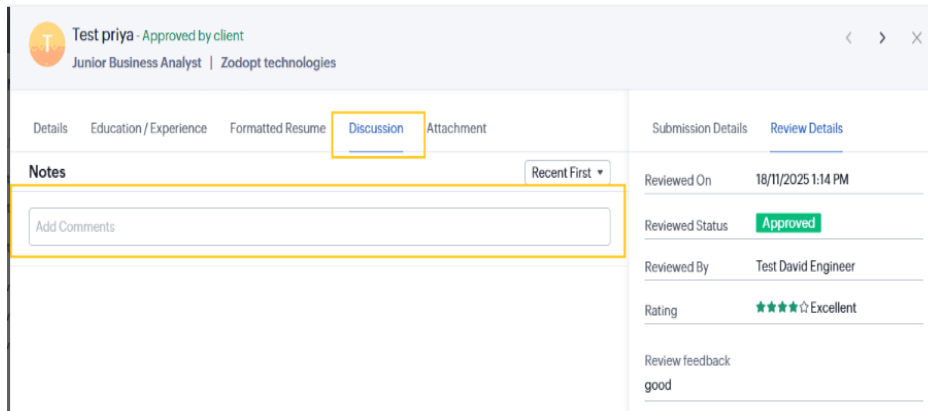 T
Test priya - Approved by client
Junior Business Analyst | Zodopt technologies
Details Education / Experience Formatted Resume Discussion Attachment
Notes
Recent First
Add Comments
Submission Details Review Details
Reviewed On 18/11/2025 1:14 PM
Reviewed Status Approved
Reviewed By Test David Engineer
Rating ★★★★☆ Excellent
Review feedback
good